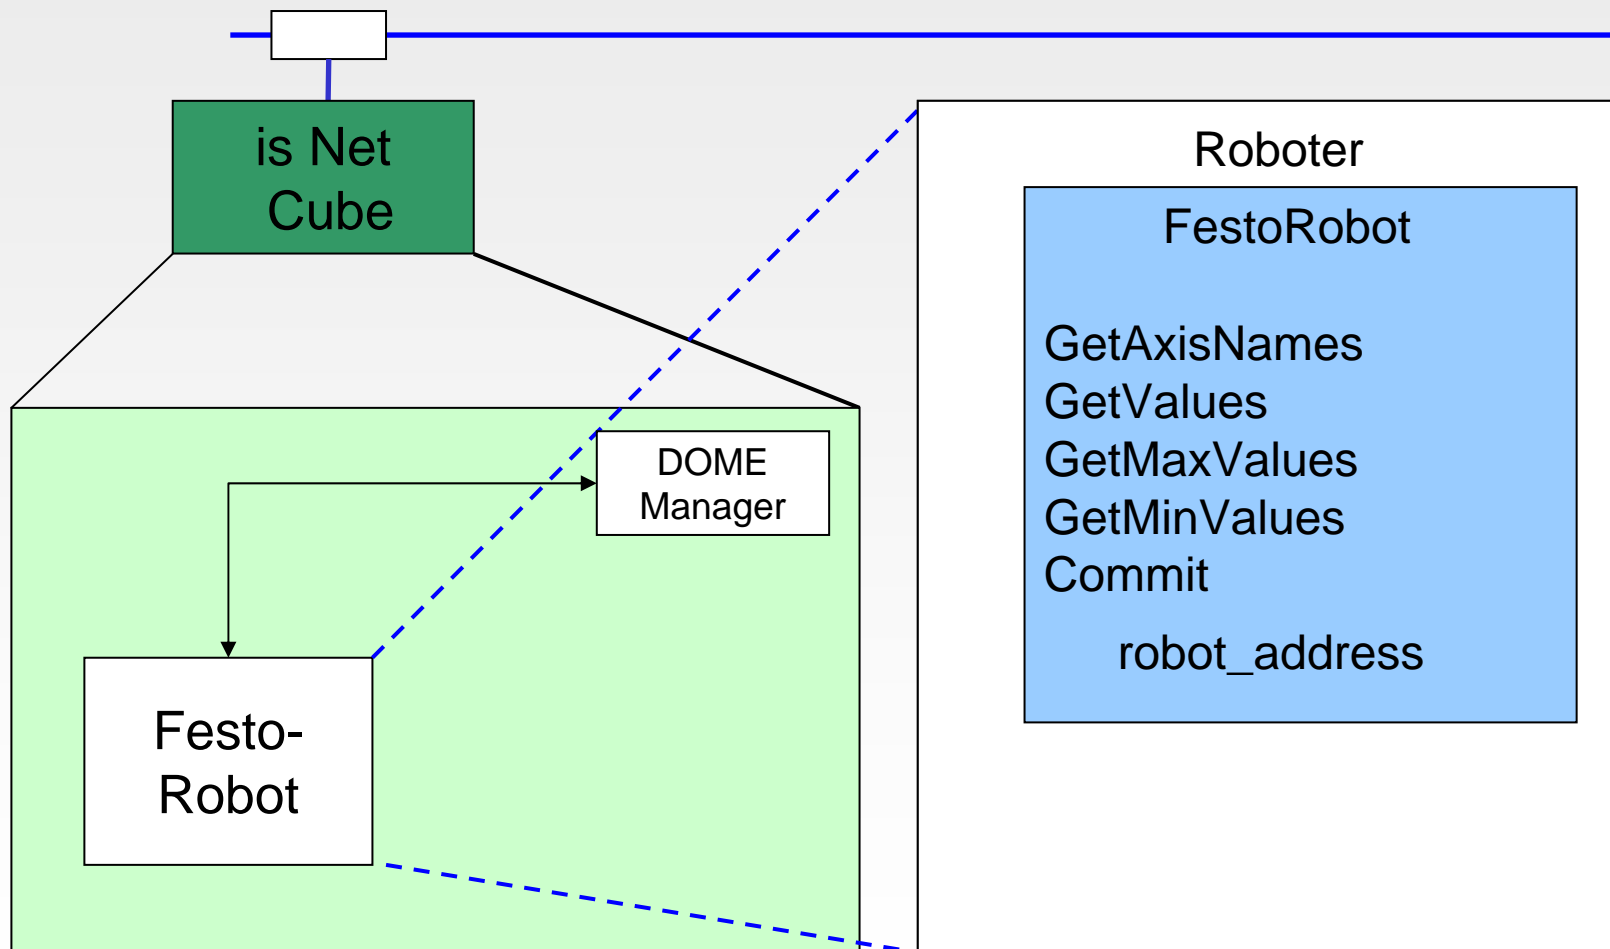 is Net
Cube
DOME
Manager
Festo-
Robot
Roboter
FestoRobot
GetAxisNames
GetValues
GetMaxValues
GetMinValues
Commit
robot_address